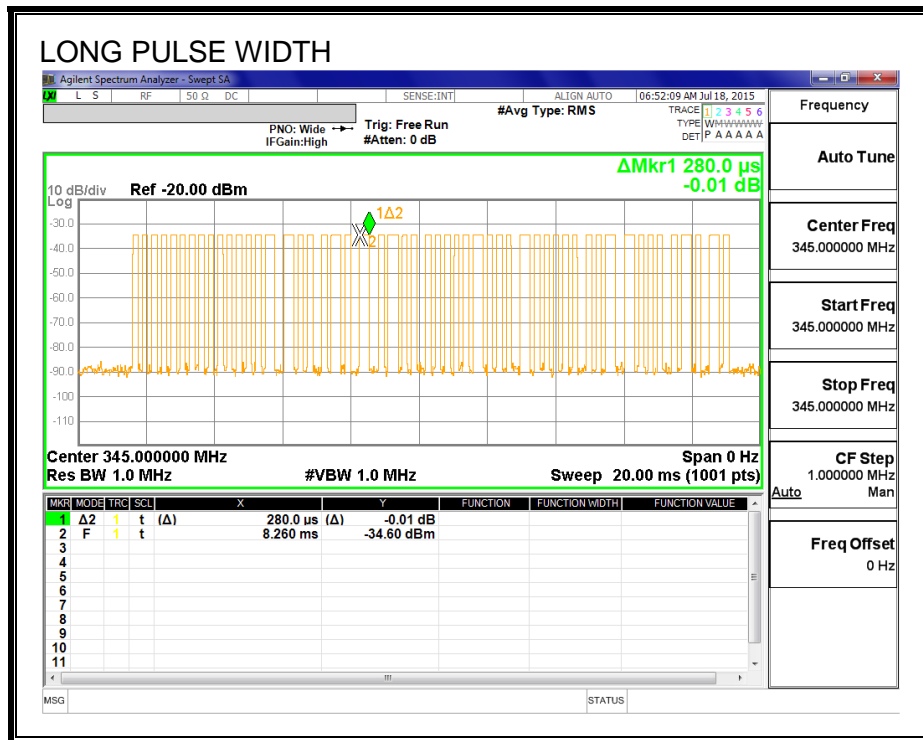 LONG PULSE WIDTH
Agilent Spectrum Analyzer - Swept SA
LXI L S RF 50 Ω DC SENSE:INT ALIGN AUTO 06:52:09 AM Jul 18, 2015
PNO: Wide
IFGain:High
Trig: Free Run
#Atten: 0 dB
#Avg Type: RMS
TRACE 1 2 3 4 5 6
TYPE WMWWWW
DET P A A A A A
ΔMkr1 280.0 µs
-0.01 dB
10 dB/div Ref -20.00 dBm
Log
1Δ2
2
-30.0
-40.0
-50.0
-60.0
-70.0
-80.0
-90.0
-100
-110
Center 345.000000 MHz Span 0 Hz
Res BW 1.0 MHz #VBW 1.0 MHz Sweep 20.00 ms (1001 pts)
MKR MODE TRC SCL X Y FUNCTION FUNCTION WIDTH FUNCTION VALUE
1 Δ2 1 t (Δ) 280.0 µs (Δ) -0.01 dB
2 F 1 t 8.260 ms -34.60 dBm
3
4
5
6
7
8
9
10
11
MSG STATUS
Frequency
Auto Tune
Center Freq
345.000000 MHz
Start Freq
345.000000 MHz
Stop Freq
345.000000 MHz
CF Step
1.000000 MHz
Auto Man
Freq Offset
0 Hz